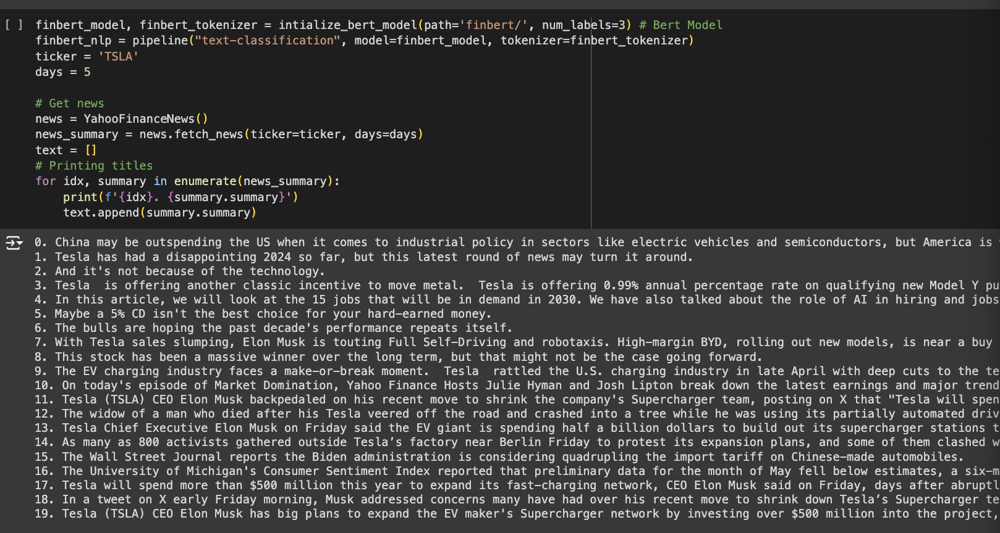 [ ] finbert_model, finbert_tokenizer = intialize_bert_model(path='finbert/', num_labels=3) # Bert Model
finbert_nlp = pipeline("text-classification", model=finbert_model, tokenizer=finbert_tokenizer)
ticker = 'TSLA'
days = 5
# Get news
news = YahooFinanceNews()
news_summary = news.fetch_news(ticker=ticker, days=days)
text = []
# Printing titles
for idx, summary in enumerate(news_summary):
    print(f'{idx}. {summary.summary}')
    text.append(summary.summary)
0. China may be outspending the US when it comes to industrial policy in sectors like electric vehicles and semiconductors, but America is
1. Tesla has had a disappointing 2024 so far, but this latest round of news may turn it around.
2. And it's not because of the technology.
3. Tesla  is offering another classic incentive to move metal.  Tesla is offering 0.99% annual percentage rate on qualifying new Model Y pu
4. In this article, we will look at the 15 jobs that will be in demand in 2030. We have also talked about the role of AI in hiring and jobs
5. Maybe a 5% CD isn't the best choice for your hard-earned money.
6. The bulls are hoping the past decade's performance repeats itself.
7. With Tesla sales slumping, Elon Musk is touting Full Self-Driving and robotaxis. High-margin BYD, rolling out new models, is near a buy
8. This stock has been a massive winner over the long term, but that might not be the case going forward.
9. The EV charging industry faces a make-or-break moment.  Tesla  rattled the U.S. charging industry in late April with deep cuts to the te
10. On today's episode of Market Domination, Yahoo Finance Hosts Julie Hyman and Josh Lipton break down the latest earnings and major trend
11. Tesla (TSLA) CEO Elon Musk backpedaled on his recent move to shrink the company's Supercharger team, posting on X that "Tesla will spen
12. The widow of a man who died after his Tesla veered off the road and crashed into a tree while he was using its partially automated driv
13. Tesla Chief Executive Elon Musk on Friday said the EV giant is spending half a billion dollars to build out its supercharger stations t
14. As many as 800 activists gathered outside Tesla’s factory near Berlin Friday to protest its expansion plans, and some of them clashed w
15. The Wall Street Journal reports the Biden administration is considering quadrupling the import tariff on Chinese-made automobiles.
16. The University of Michigan's Consumer Sentiment Index reported that preliminary data for the month of May fell below estimates, a six-m
17. Tesla will spend more than $500 million this year to expand its fast-charging network, CEO Elon Musk said on Friday, days after abruptl
18. In a tweet on X early Friday morning, Musk addressed concerns many have had over his recent move to shrink down Tesla’s Supercharger te
19. Tesla (TSLA) CEO Elon Musk has big plans to expand the EV maker's Supercharger network by investing over $500 million into the project,